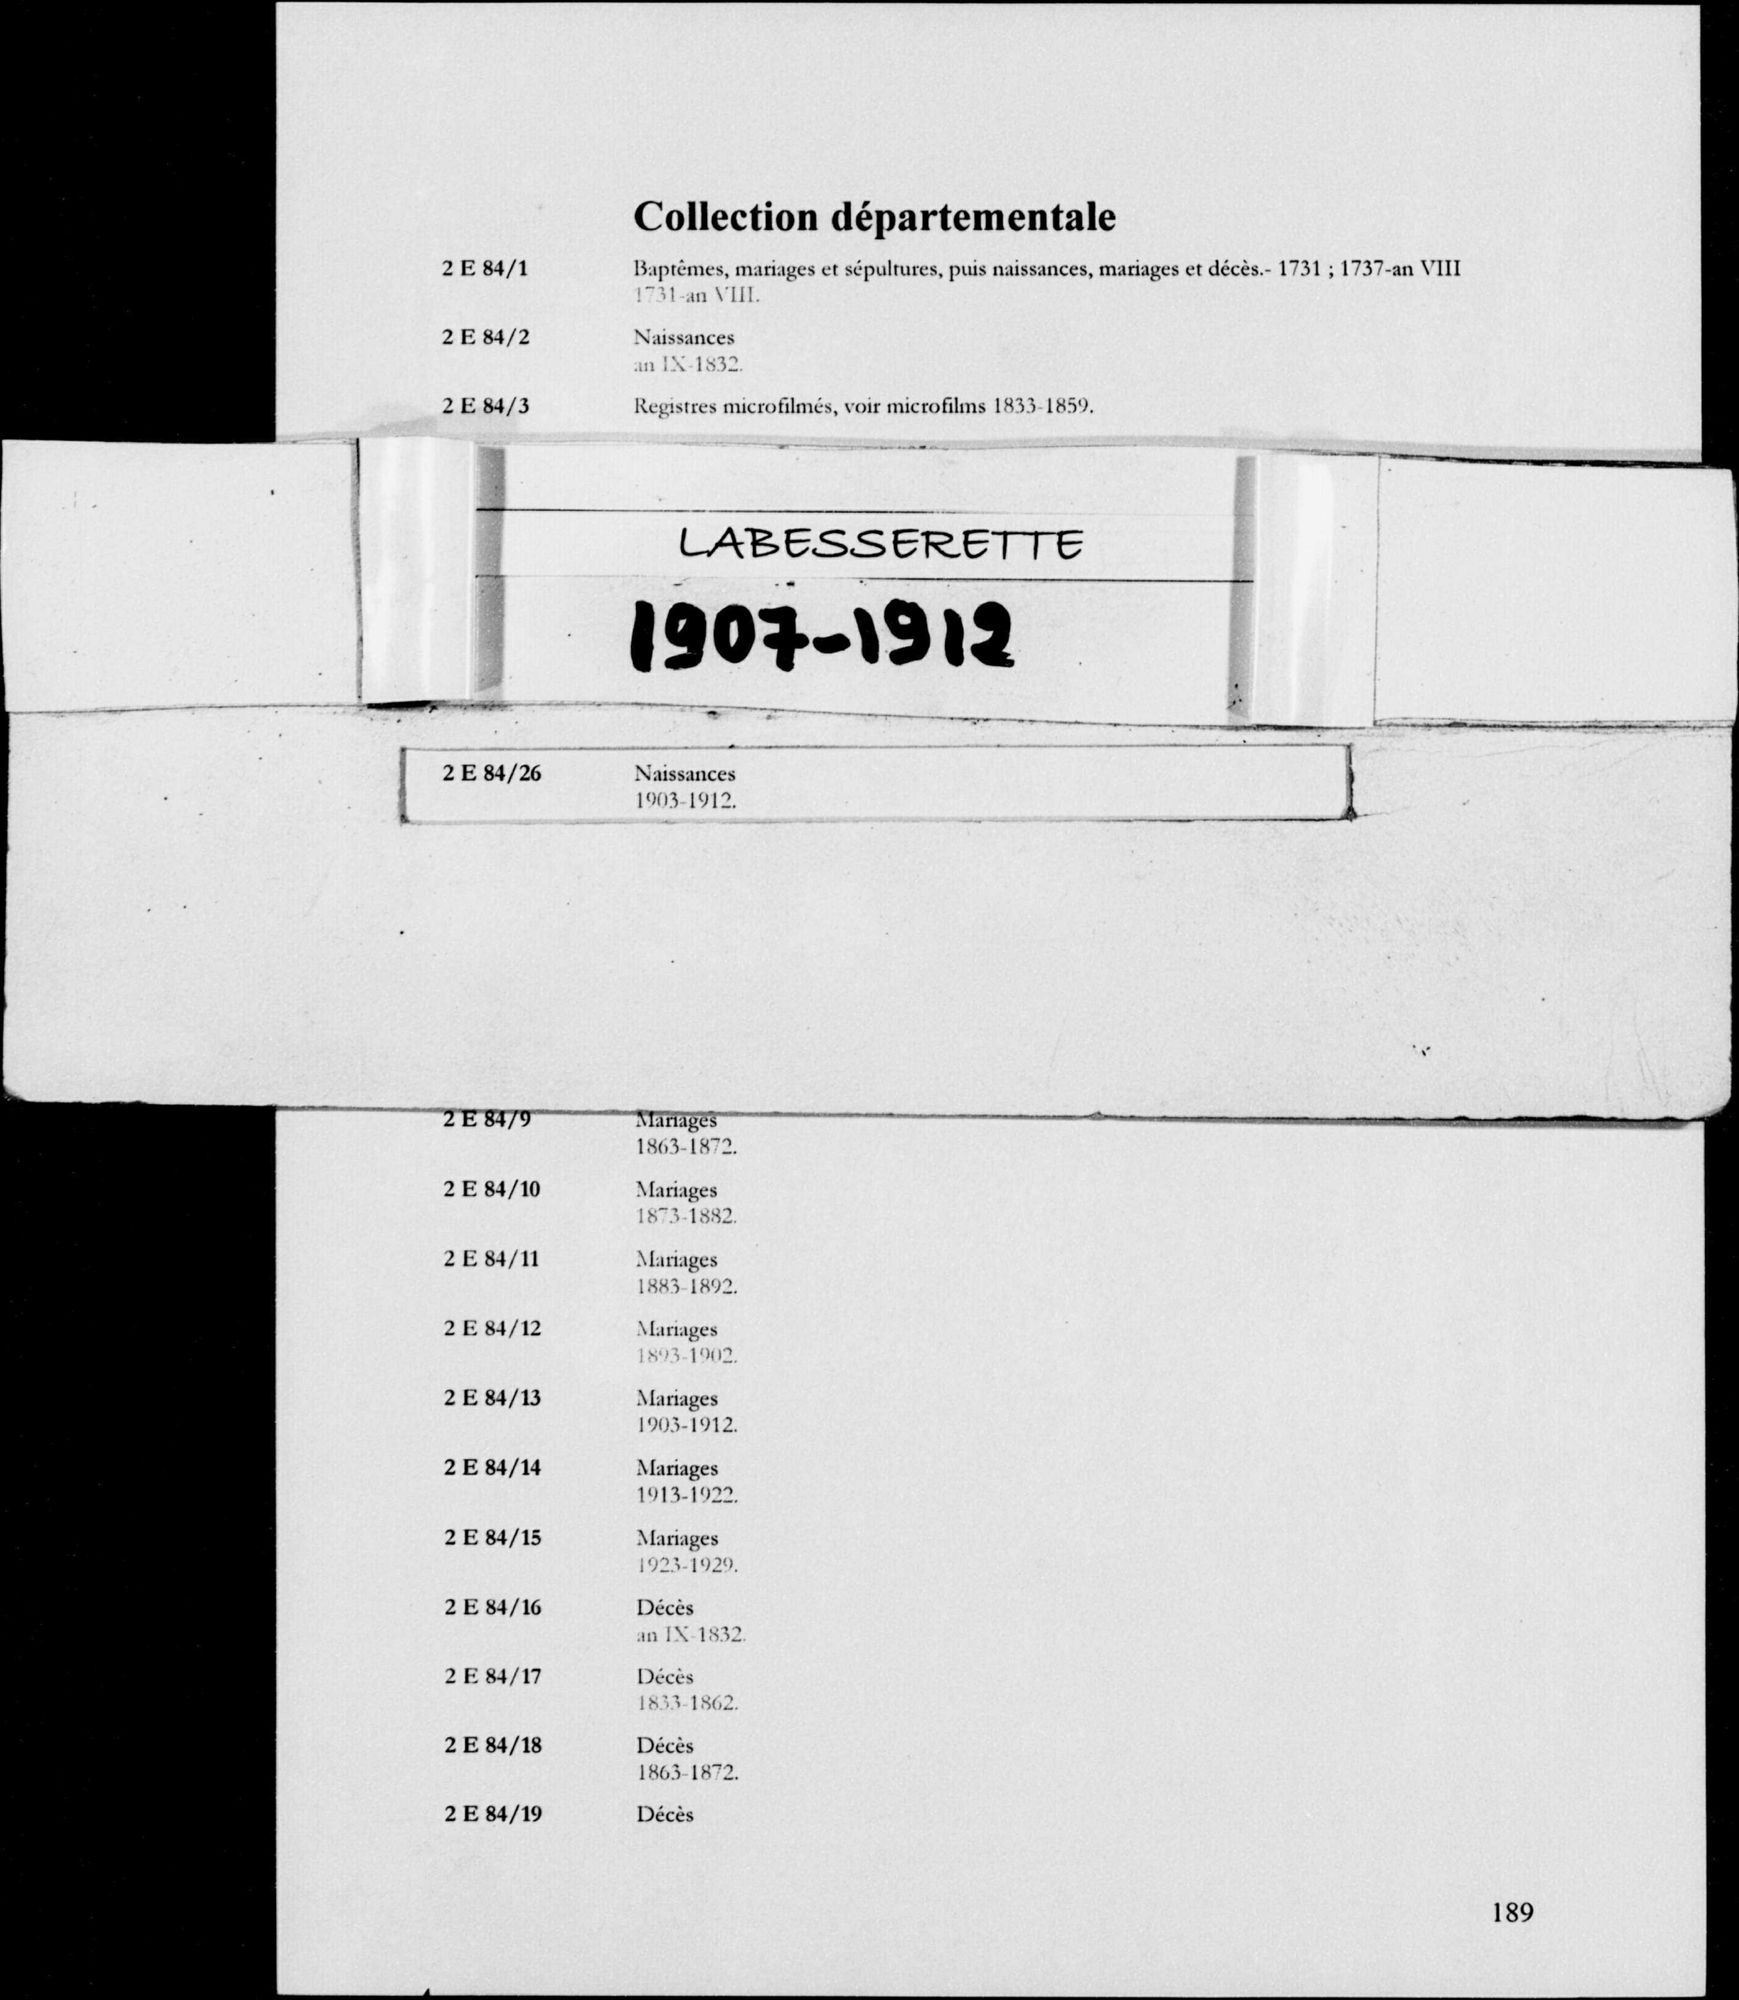 Collection départementale
2 E 84/1 Baptêmes, mariages et sépultures, puis naissances, mariages et décès.- 1731 ; 1737-an VIII
1731-an VIII.
2 E 84/2 Naissances
an IX-1832.
2 E 84/3 Registres microfilmés, voir microfilms 1833-1859.
LABESSERETTE
1907-1912
2 E 84/26 Naissances
1903-1912.
2 E 84/9 Mariages
1863-1872.
2 E 84/10 Mariages
1873-1882.
2 E 84/11 Mariages
1883-1892.
2 E 84/12 Mariages
1893-1902.
2 E 84/13 Mariages
1903-1912.
2 E 84/14 Mariages
1913-1922.
2 E 84/15 Mariages
1923-1929.
2 E 84/16 Décès
an IX-1832.
2 E 84/17 Décès
1833-1862.
2 E 84/18 Décès
1863-1872.
2 E 84/19 Décès
189